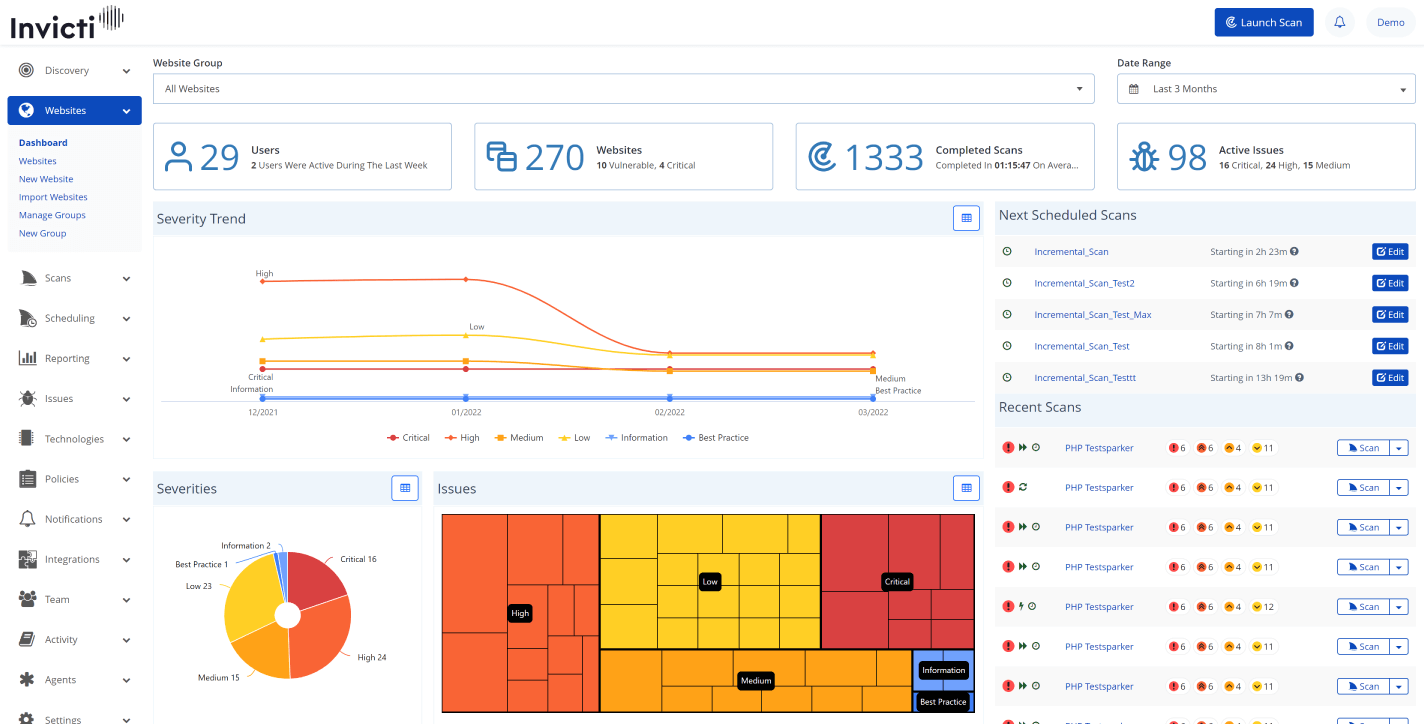 Invicti
Launch Scan
Demo
Discovery
Websites
Dashboard
Websites
New Website
Import Websites
Manage Groups
New Group
Scans
Scheduling
Reporting
Issues
Technologies
Policies
Notifications
Integrations
Team
Activity
Agents
Settings
Website Group
All Websites
Date Range
Last 3 Months
29
Users
2 Users Were Active During The Last Week
270
Websites
10 Vulnerable, 4 Critical
1333
Completed Scans
Completed In 01:15:47 On Avera...
98
Active Issues
16 Critical, 24 High, 15 Medium
Severity Trend
High
Low
Critical
Information
Medium
Best Practice
12/2021 01/2022 02/2022 03/2022
Critical High Medium Low Information Best Practice
Severities
Information 2
Best Practice 1
Critical 16
Low 23
High 24
Medium 15
Issues
High
Low
Critical
Medium
Information
Best Practice
Next Scheduled Scans
Incremental_Scan Starting in 2h 23m Edit
Incremental_Scan_Test2 Starting in 6h 19m Edit
Incremental_Scan_Test_Max Starting in 7h 7m Edit
Incremental_Scan_Test Starting in 8h 1m Edit
Incremental_Scan_Testtt Starting in 13h 19m Edit
Recent Scans
PHP Testsparker 6 6 4 11 Scan
PHP Testsparker 6 6 4 11 Scan
PHP Testsparker 6 6 4 11 Scan
PHP Testsparker 6 6 4 11 Scan
PHP Testsparker 6 6 4 12 Scan
PHP Testsparker 6 6 4 11 Scan
PHP Testsparker 6 6 4 11 Scan